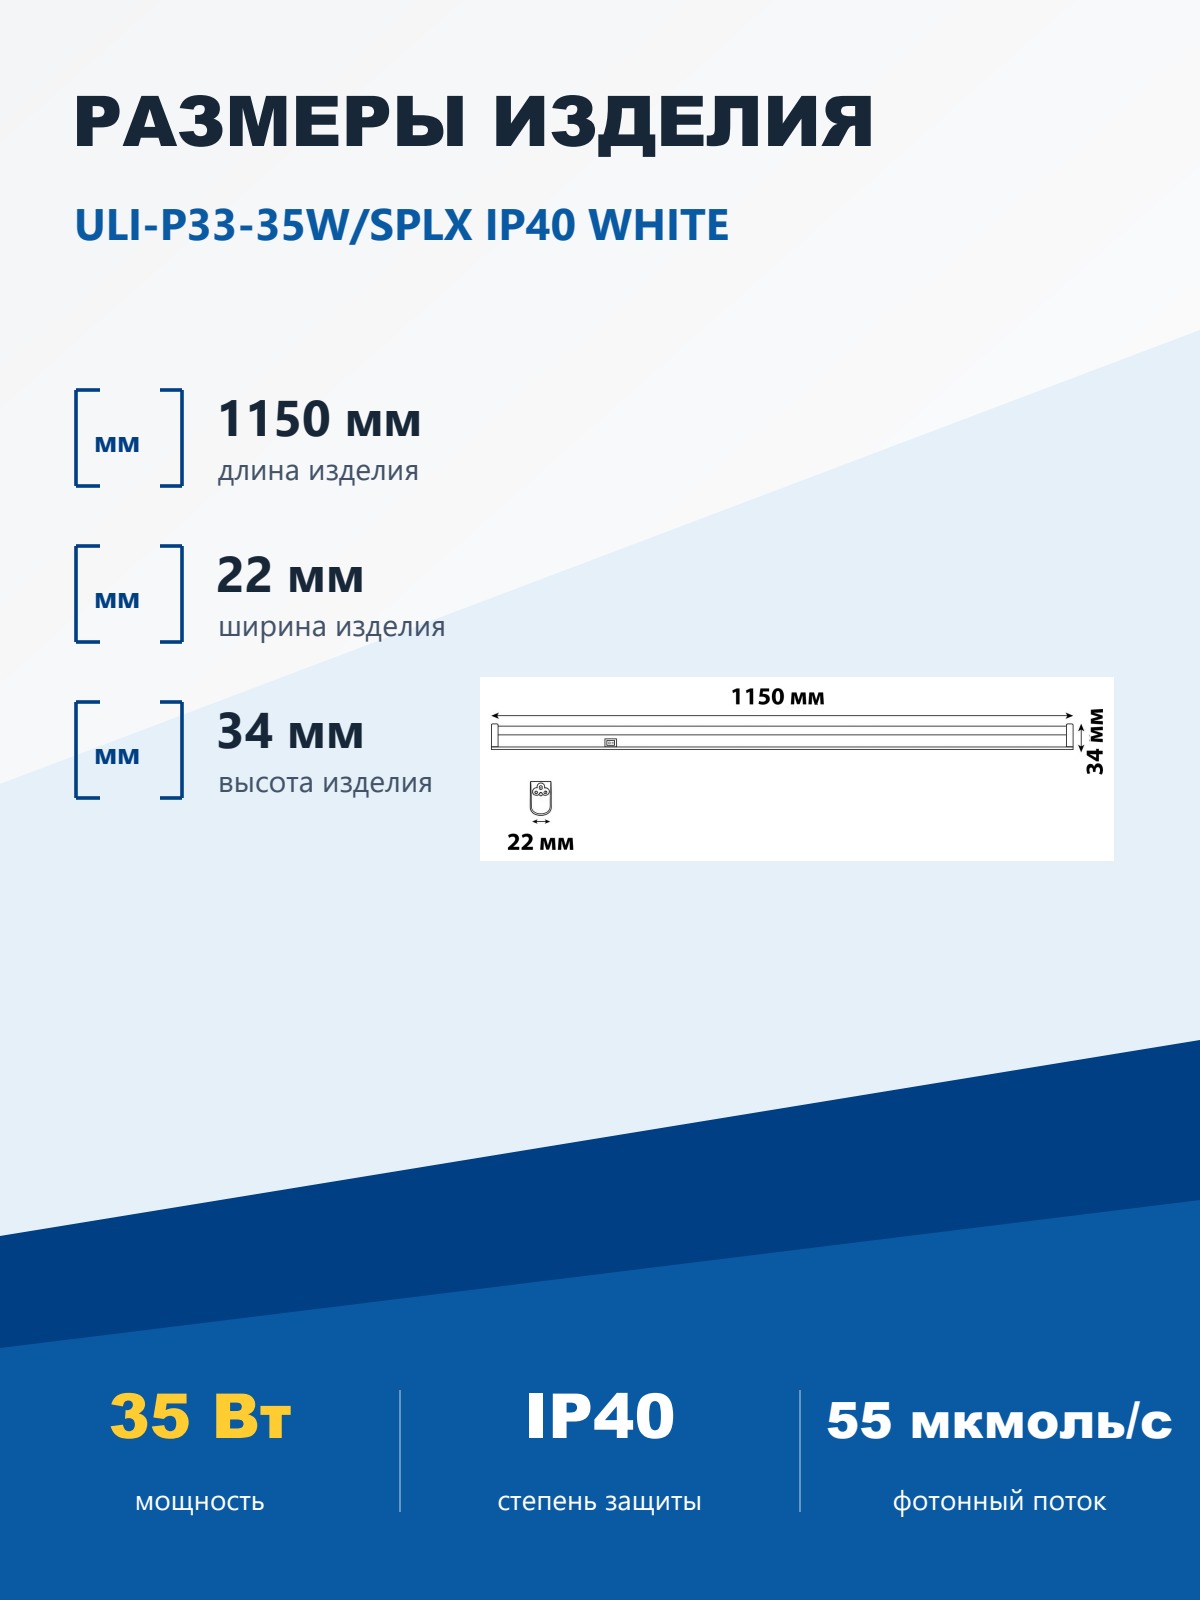 РАЗМЕРЫ ИЗДЕЛИЯ
ULI-P33-35W/SPLX IP40 WHITE
мм
1150 мм
длина изделия
мм
22 мм
ширина изделия
мм
34 мм
высота изделия
1150 мм
34 мм
22 мм
35 Вт
мощность
IP40
степень защиты
55 мкмоль/с
фотонный поток